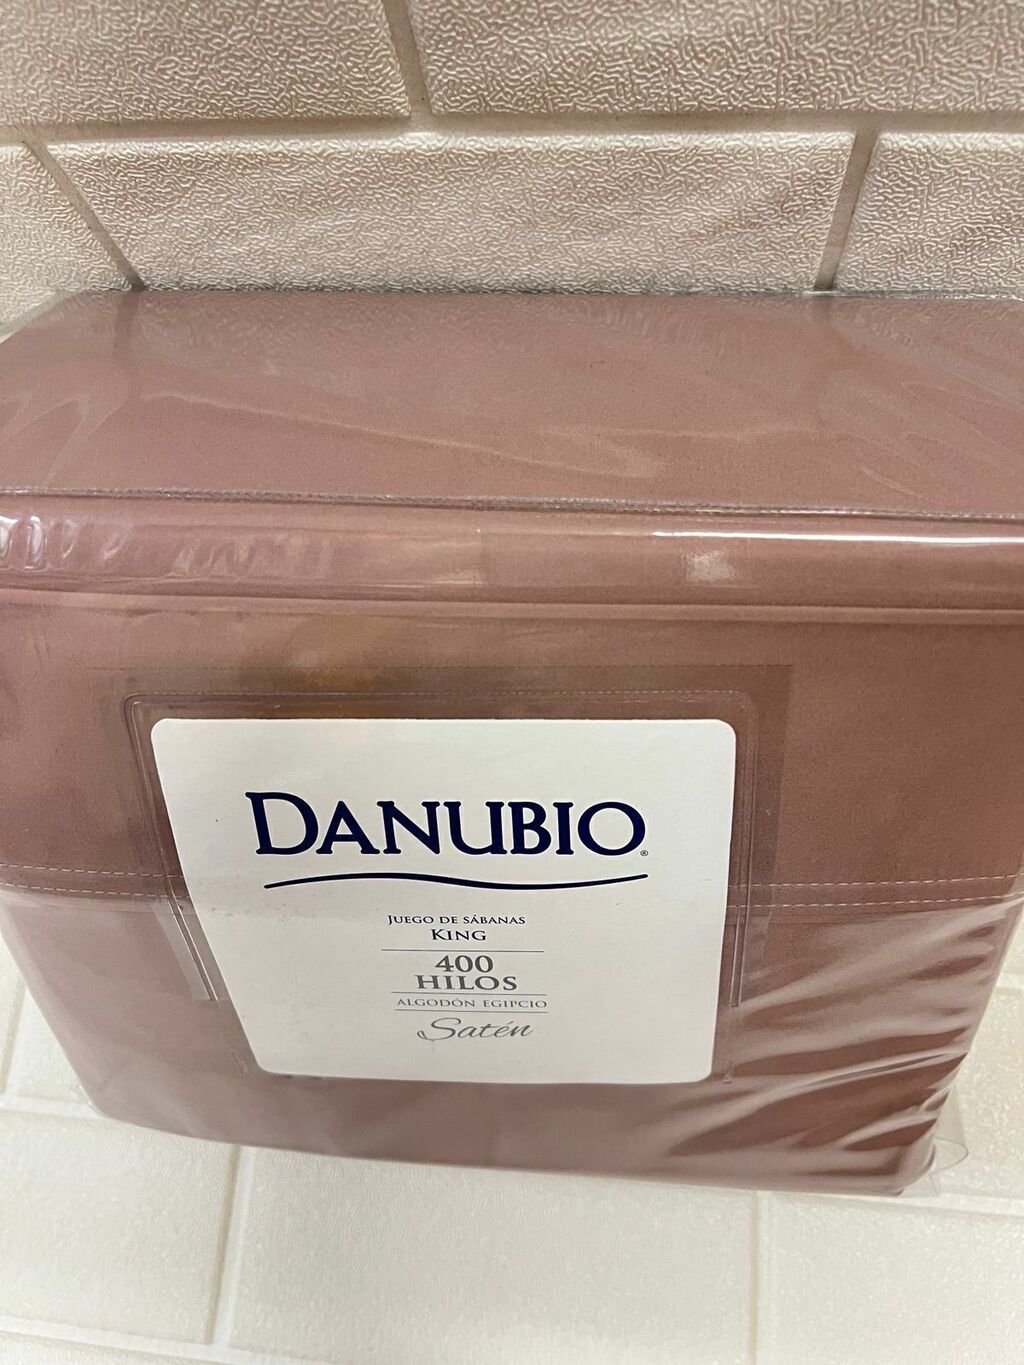 DANUBIO®
JUEGO DE SÁBANAS
KING
400
HILOS
ALGODÓN EGIPCIO
Satén